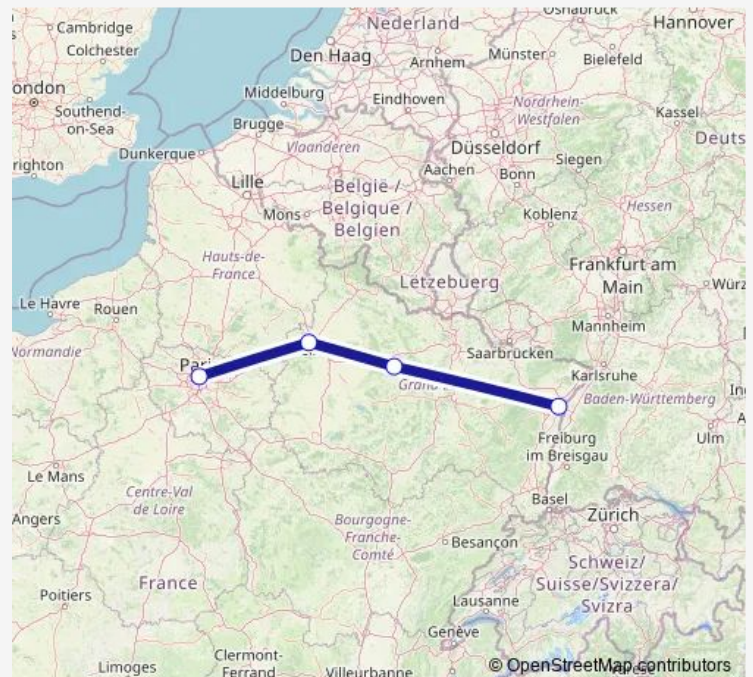 Osnabrück
Cambridge
Nederland
Hannover
Colchester
Den Haag
Arnhem
Münster
Bielefeld
ondon
Middelburg
Eindhoven
Southend-
on-Sea
Nordrhein-
Westfalen
Kassel
Brugge
Deuts
righton
Dunkerque
Vlaanderen
Düsseldorf
Siegen
Aachen
Bonn
Lille
België /
Belgique /
Belgien
Mons
Koblenz
Hessen
Hauts-de-
France
Frankfurt am
Main
Lëtzebuerg
Würz
Le Havre
Rouen
Mannheim
Normandie
Saarbrücken
Karlsruhe
Baden-Württemberg
Freiburg
im Breisgau
Ulm
Le Mans
Centre-Val
de Loire
Basel
Zürich
Angers
Bourgogne-
Franche-
Comté
Besançon
Schweiz/
Suisse/Svizzera/
Svizra
France
Poitiers
Lausanne
Genève
Limoges
Clermont-
Ferrand
Villeurbanne
© OpenStreetMap contributors